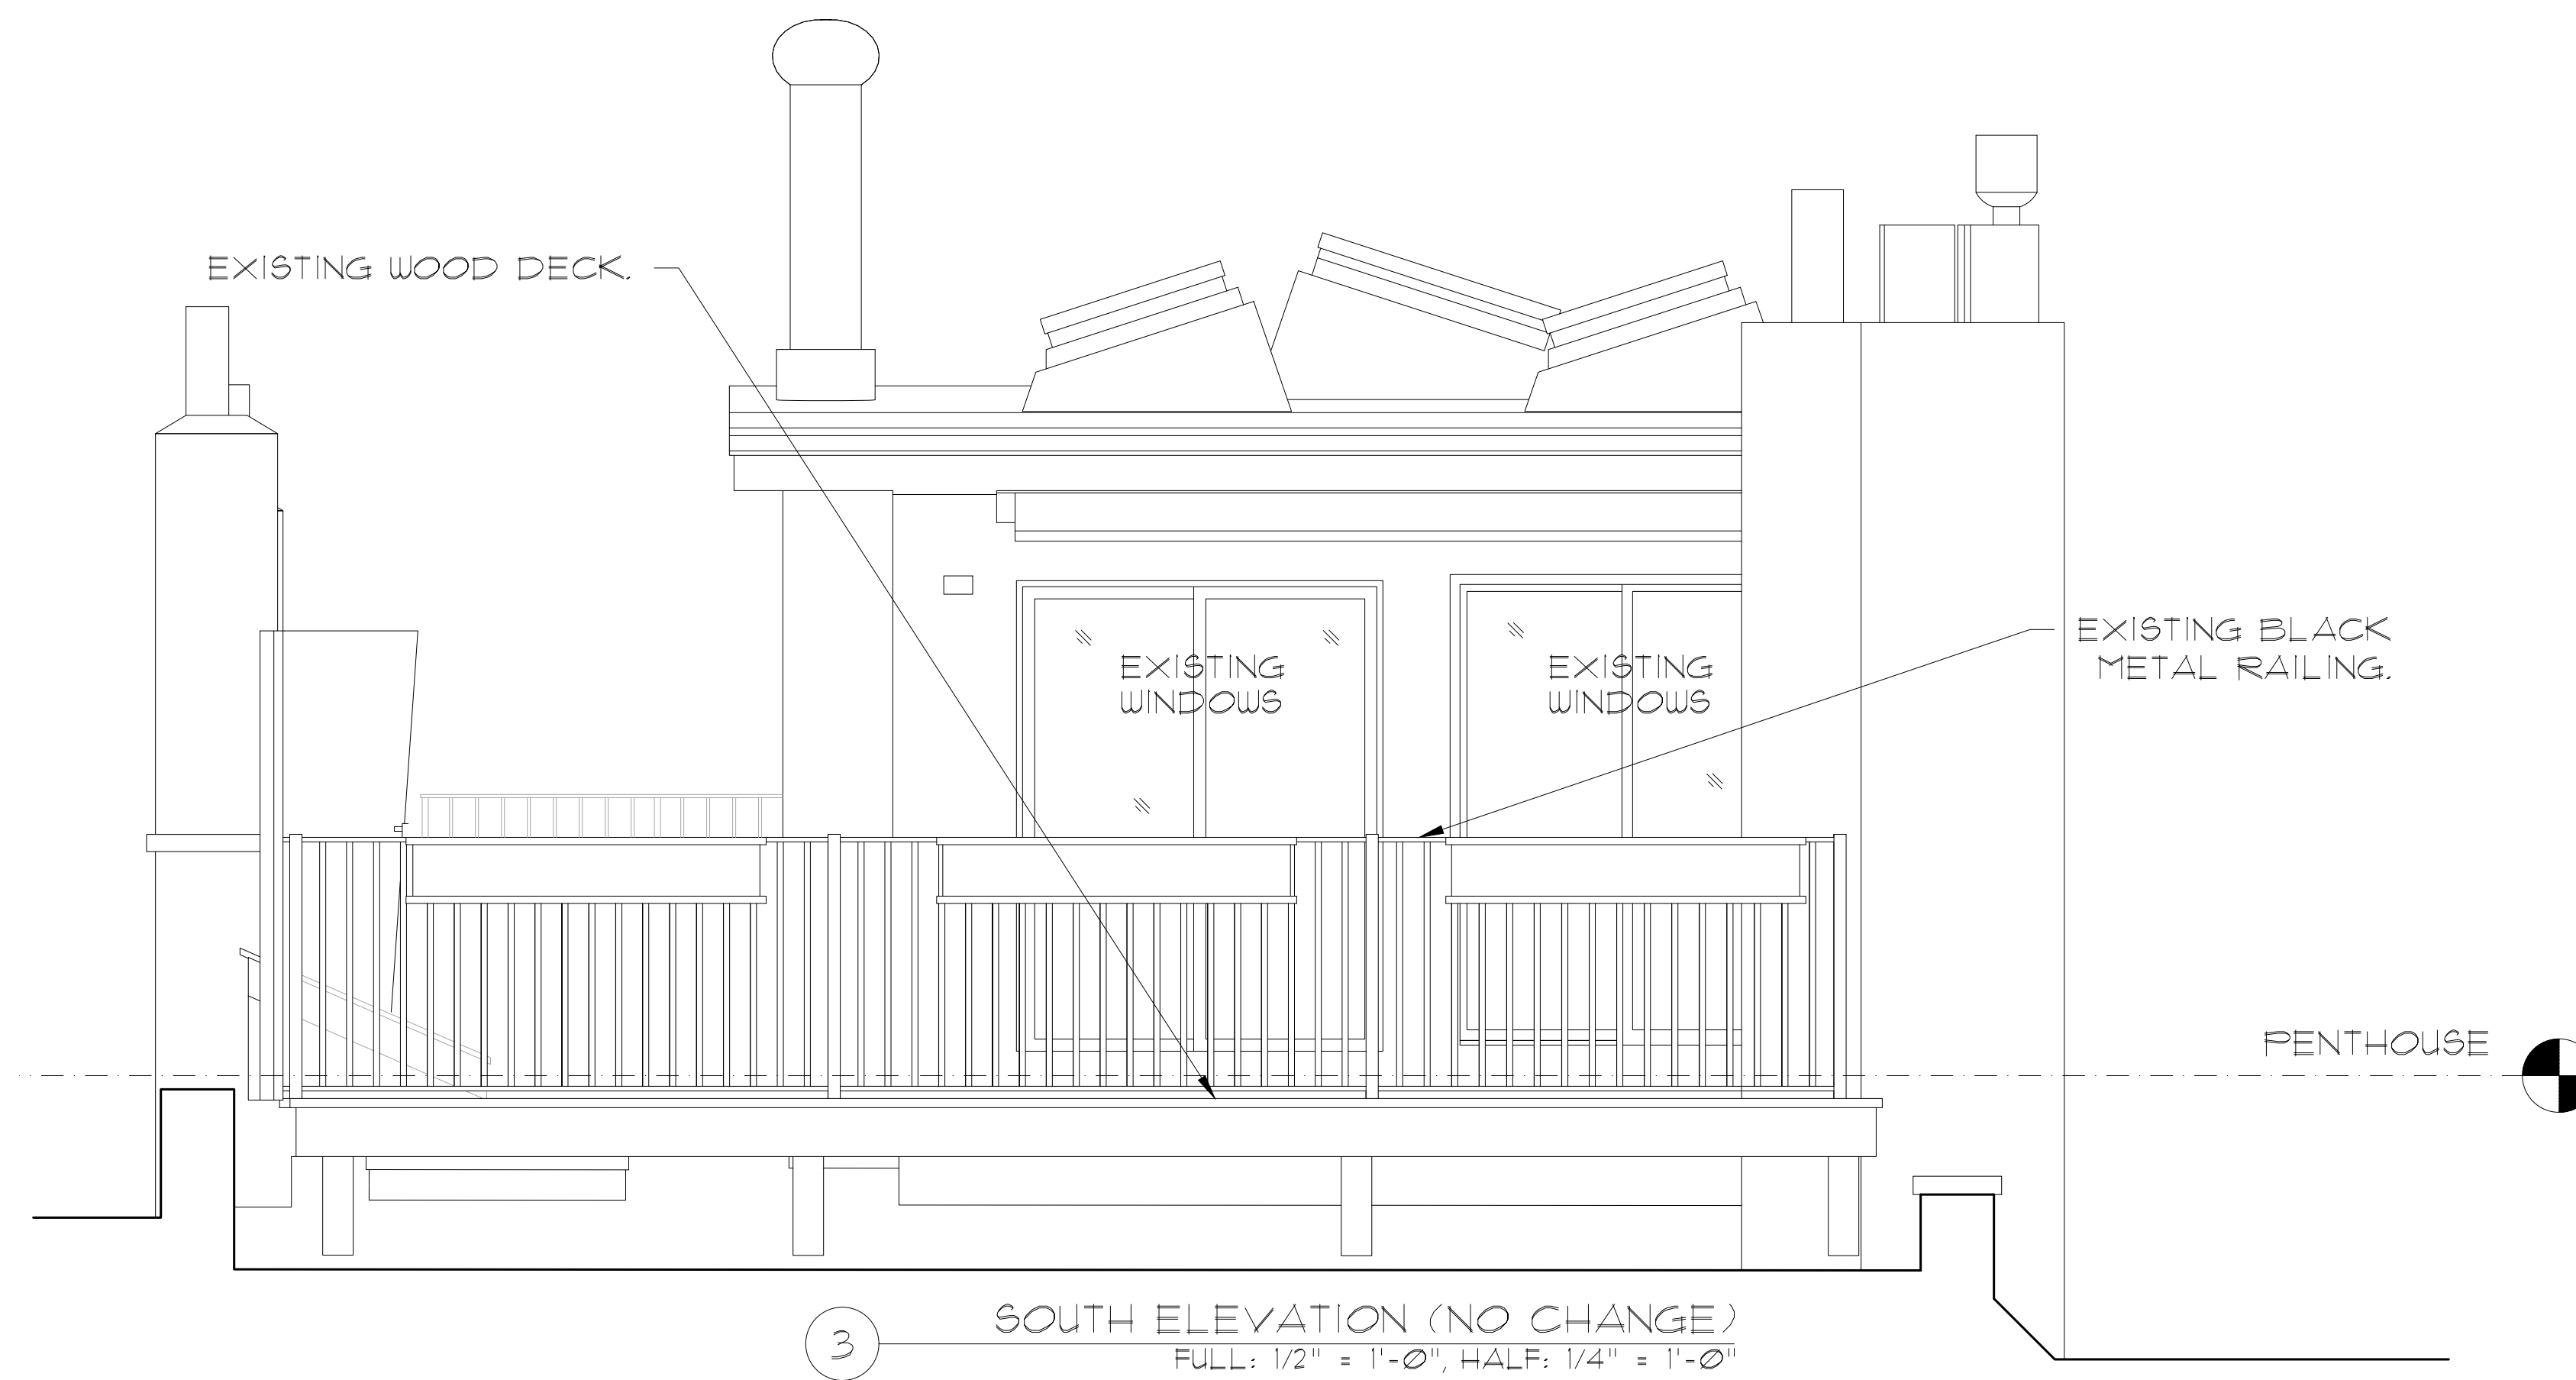 EXISTING WOOD DECK.
EXISTING
WINDOWS
EXISTING
WINDOWS
EXISTING BLACK
METAL RAILING.
PENTHOUSE
3
SOUTH ELEVATION (NO CHANGE)
FULL: 1/2" = 1'-0", HALF: 1/4" = 1'-0"